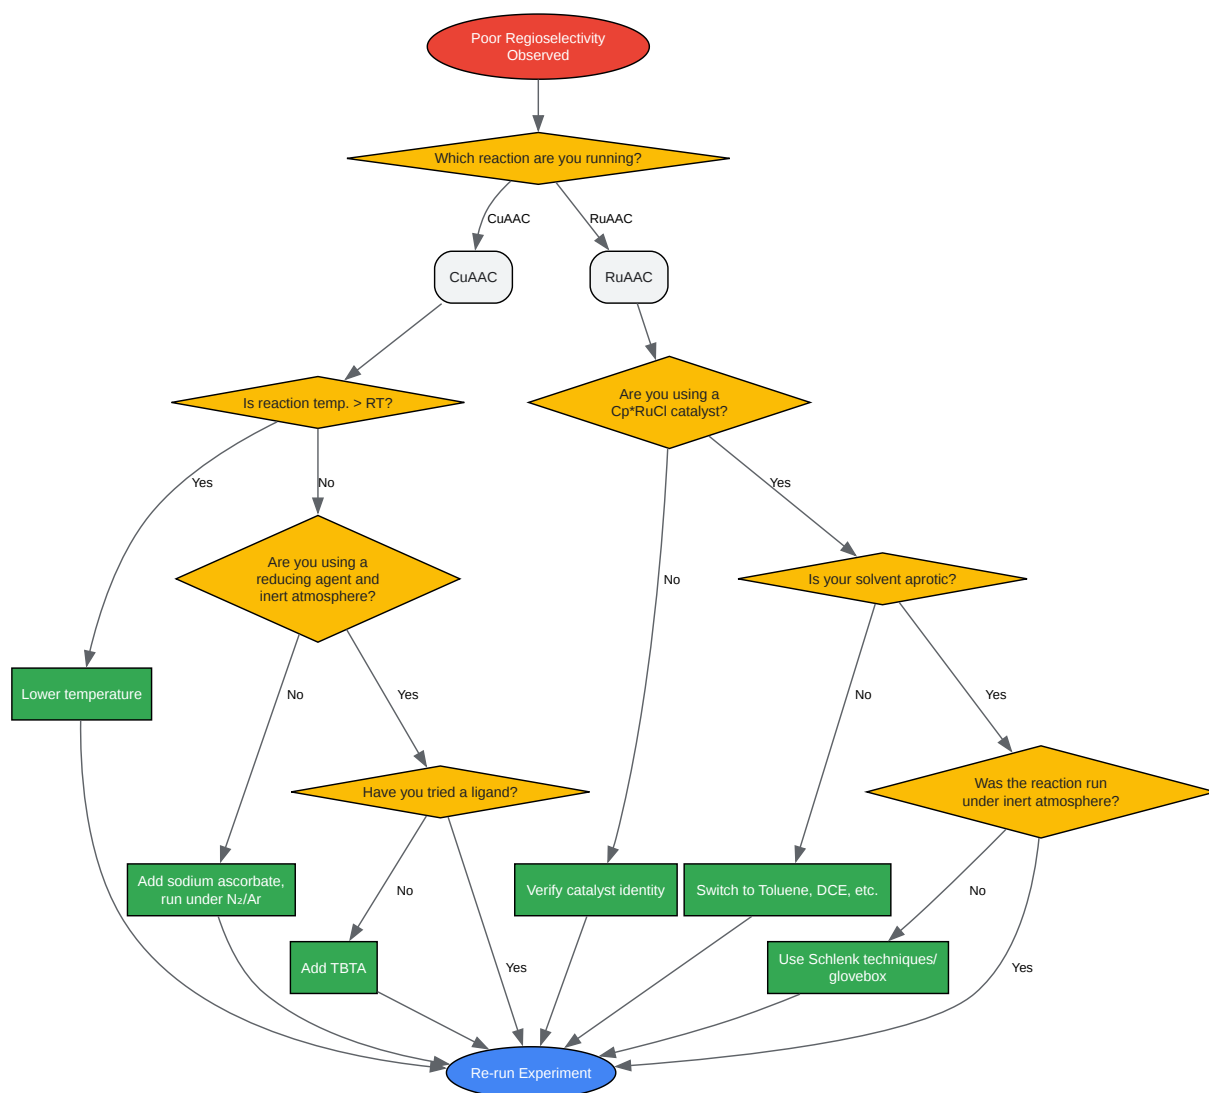 Poor Regioselectivity
Observed
Which reaction are you running?
CuAAC
RuAAC
CuAAC
RuAAC
Is reaction temp. > RT?
Are you using a
Cp*RuCl catalyst?
Yes
No
Yes
Are you using a
reducing agent and
inert atmosphere?
No
Is your solvent aprotic?
Lower temperature
No
Yes
No
Yes
Have you tried a ligand?
Was the reaction run
under inert atmosphere?
Add sodium ascorbate,
run under N₂/Ar
No
Verify catalyst identity
Switch to Toluene, DCE, etc.
No
Add TBTA
Yes
Use Schlenk techniques/
glovebox
Yes
Re-run Experiment